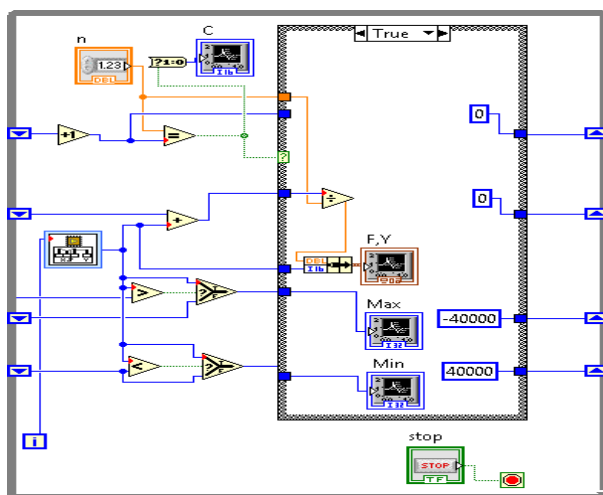 True
n
C
1.23
DBL
?1:0
I16
+1
=
?
0
+
÷
0
F,Y
DBL
I16
>
?
Max
I32
-40000
<
?
Min
I32
40000
i
stop
STOP
TF